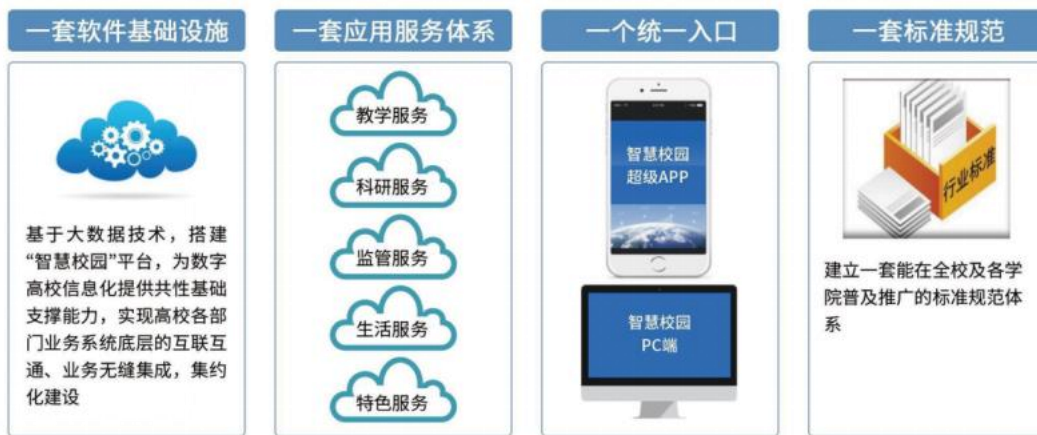 一套软件基础设施
基于大数据技术，搭建
“智慧校园”平台，为数字
高校信息化提供共性基础
支撑能力，实现高校各部
门业务系统底层的互联互
通、业务无缝集成，集约
化建设
一套应用服务体系
教学服务
科研服务
监管服务
生活服务
特色服务
一个统一入口
智慧校园
超级APP
智慧校园
PC端
一套标准规范
行业标准
建立一套能在全校及各学
院普及推广的标准规范体
系